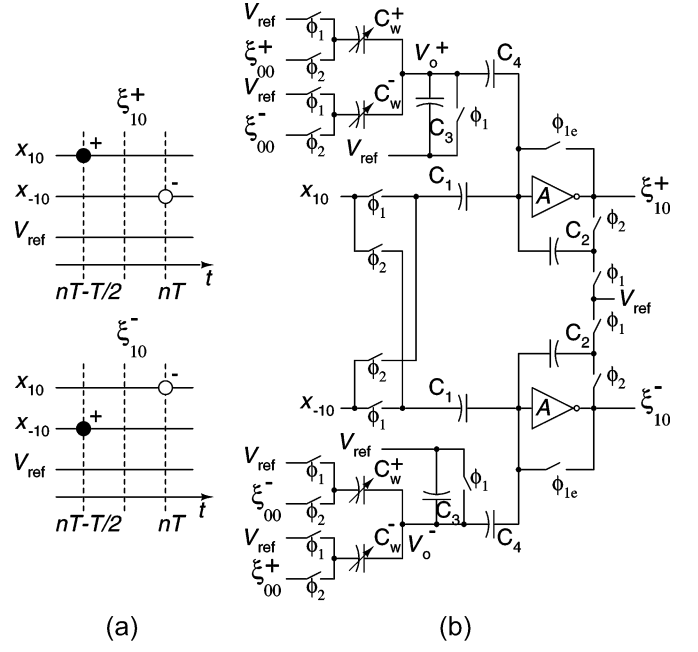 ξ+10
x10 +
x-10 -
Vref
t
nT-T/2 nT
ξ-10
x10 -
x-10 +
Vref
t
nT-T/2 nT
(a)
Vref ϕ1 C+w
ξ+00 ϕ2 V+o C4
Vref ϕ1 C-w
ξ-00 ϕ2 C3 ϕ1 ϕ1e
Vref
x10 ϕ1 C1 A ξ+10
ϕ2 C2 ϕ2
ϕ1
Vref
ϕ2 C2 ϕ1
x-10 ϕ1 C1 A ϕ2 ξ-10
Vref
Vref ϕ1 C+w ϕ1 ϕ1e
ξ-00 ϕ2 C3
Vref ϕ1 C-w V-o C4
ξ+00 ϕ2
(b)